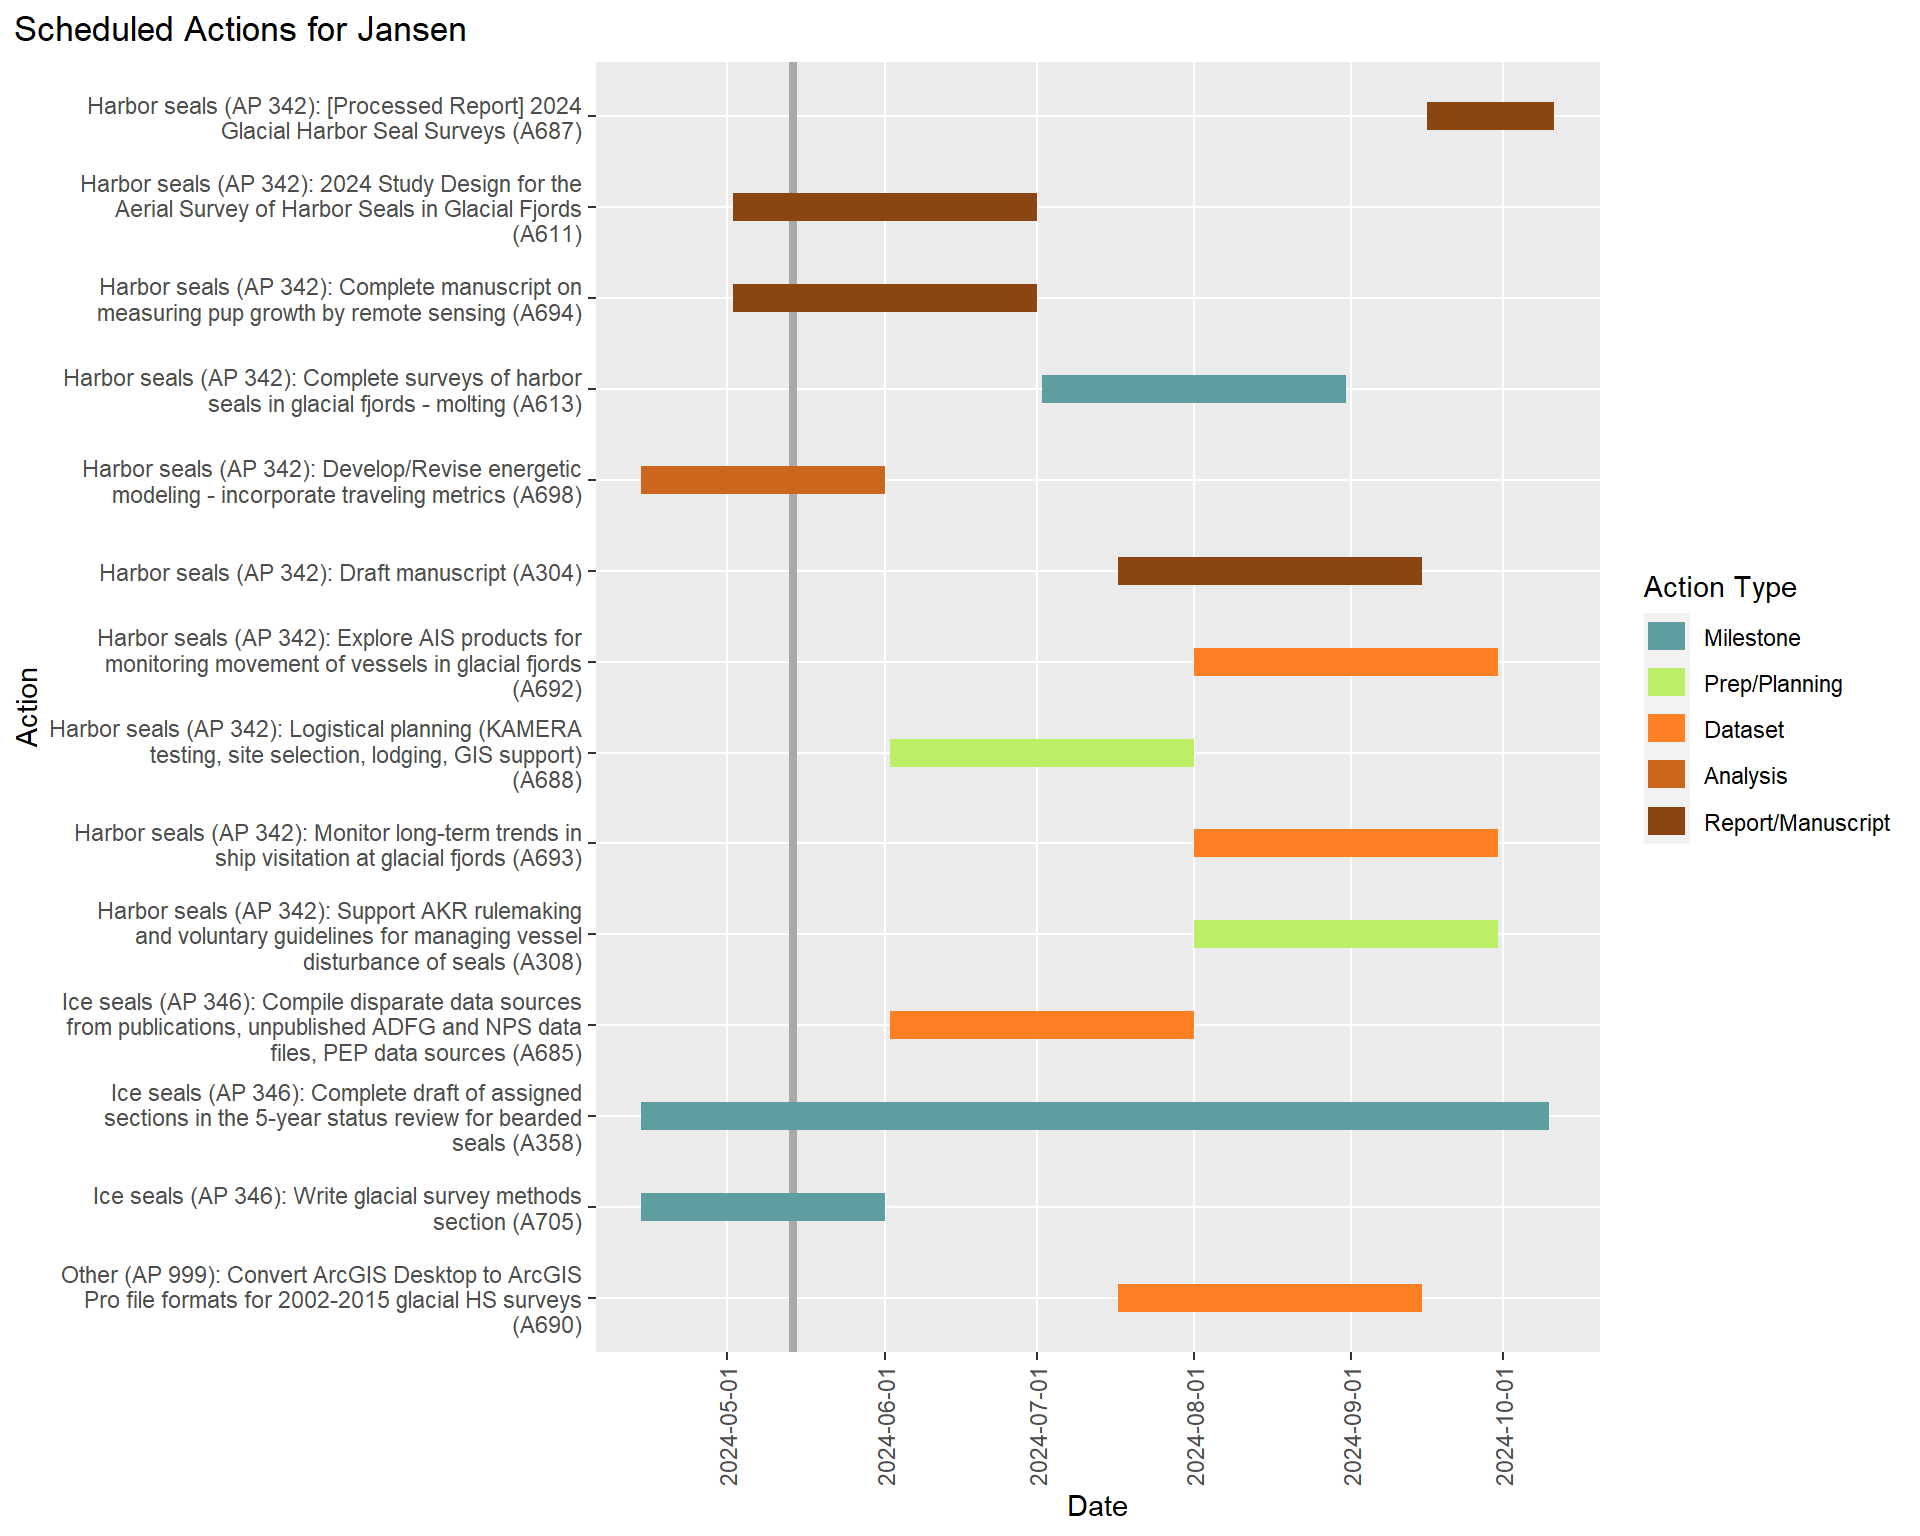 Scheduled Actions for Jansen
Harbor seals (AP 342): [Processed Report] 2024
Glacial Harbor Seal Surveys (A687)
Harbor seals (AP 342): 2024 Study Design for the
Aerial Survey of Harbor Seals in Glacial Fjords
(A611)
Harbor seals (AP 342): Complete manuscript on
measuring pup growth by remote sensing (A694)
Harbor seals (AP 342): Complete surveys of harbor
seals in glacial fjords - molting (A613)
Harbor seals (AP 342): Develop/Revise energetic
modeling - incorporate traveling metrics (A698)
Harbor seals (AP 342): Draft manuscript (A304)
Harbor seals (AP 342): Explore AIS products for
monitoring movement of vessels in glacial fjords
(A692)
Harbor seals (AP 342): Logistical planning (KAMERA
testing, site selection, lodging, GIS support)
(A688)
Harbor seals (AP 342): Monitor long-term trends in
ship visitation at glacial fjords (A693)
Harbor seals (AP 342): Support AKR rulemaking
and voluntary guidelines for managing vessel
disturbance of seals (A308)
Ice seals (AP 346): Compile disparate data sources
from publications, unpublished ADFG and NPS data
files, PEP data sources (A685)
Ice seals (AP 346): Complete draft of assigned
sections in the 5-year status review for bearded
seals (A358)
Ice seals (AP 346): Write glacial survey methods
section (A705)
Other (AP 999): Convert ArcGIS Desktop to ArcGIS
Pro file formats for 2002-2015 glacial HS surveys
(A690)
Action
2024-05-01
2024-06-01
2024-07-01
2024-08-01
2024-09-01
2024-10-01
Date
Action Type
Milestone
Prep/Planning
Dataset
Analysis
Report/Manuscript